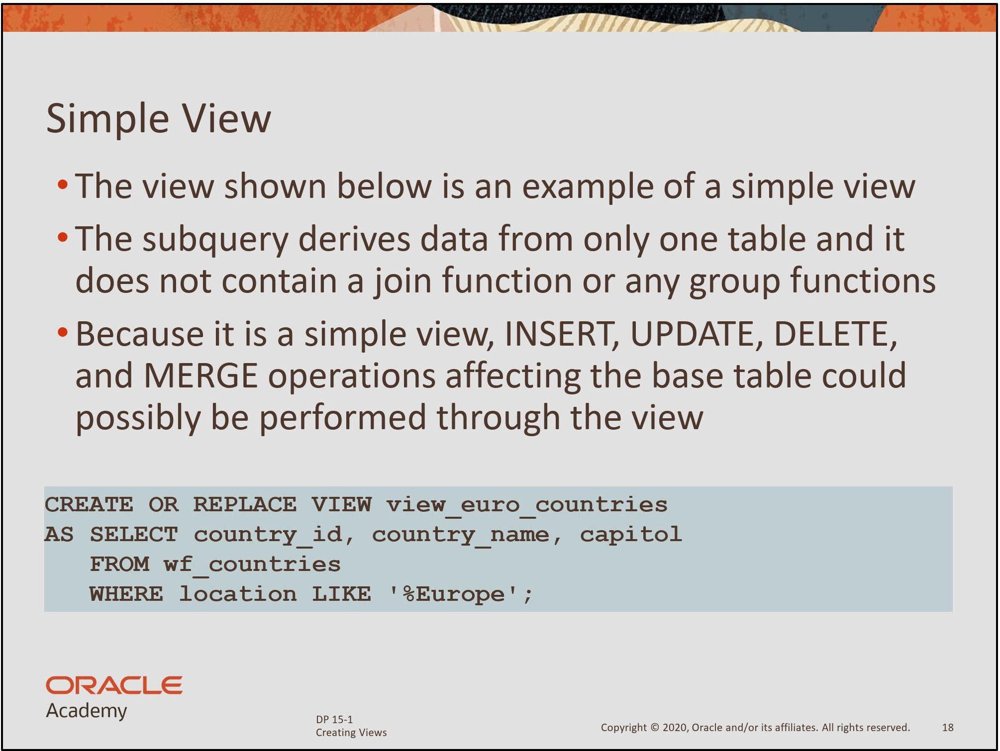 Simple View
• The view shown below is an example of a simple view
• The subquery derives data from only one table and it
does not contain a join function or any group functions
• Because it is a simple view, INSERT, UPDATE, DELETE,
and MERGE operations affecting the base table could
possibly be performed through the view
CREATE OR REPLACE VIEW view_euro_countries
AS SELECT country_id, country_name, capitol
   FROM wf_countries
   WHERE location LIKE '%Europe';
ORACLE
Academy
DP 15-1
Creating Views
Copyright © 2020, Oracle and/or its affiliates. All rights reserved.
18